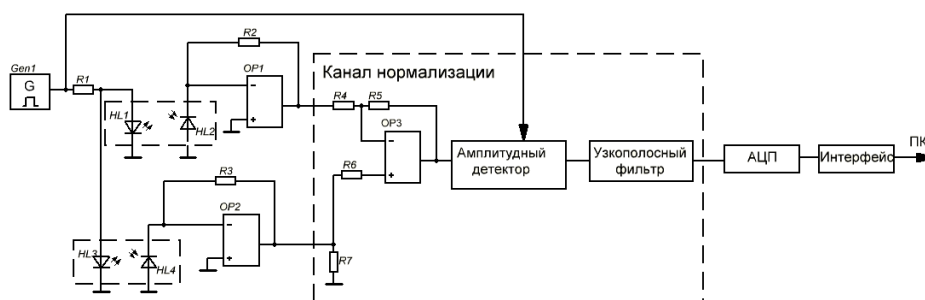 Gen1
G
R1
R2
OP1
HL1
HL2
-
+
Канал нормализации
R4
R5
OP3
-
+
R6
R7
Амплитудный
детектор
Узкополосный
фильтр
АЦП
Интерфейс
ПК
R3
OP2
-
+
HL3
HL4